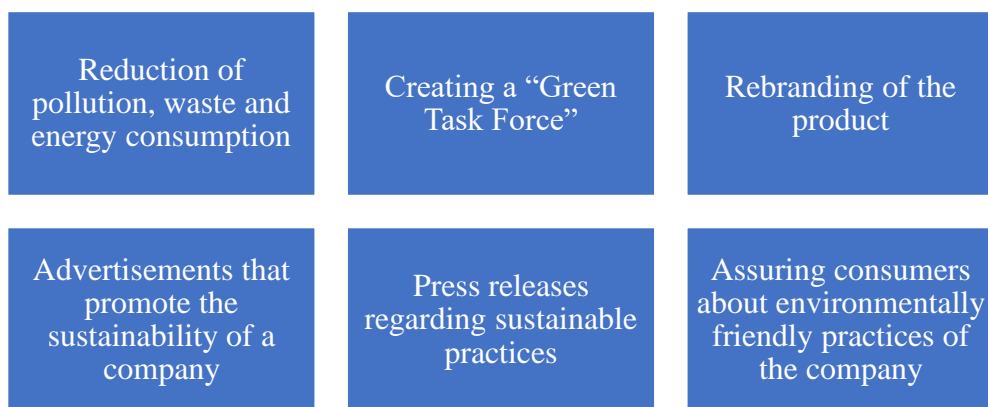 Reduction of
pollution, waste and
energy consumption
Creating a “Green
Task Force”
Rebranding of the
product
Advertisements that
promote the
sustainability of a
company
Press releases
regarding sustainable
practices
Assuring consumers
about environmentally
friendly practices of
the company